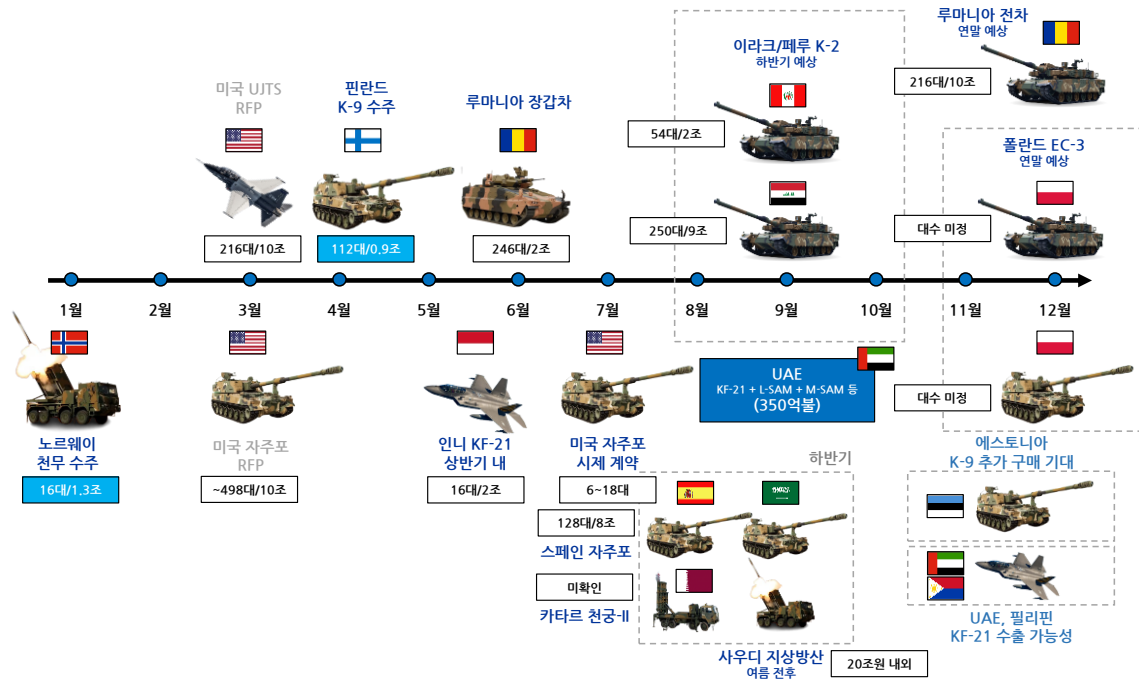 루마니아 전차
연말 예상
이라크/페루 K-2
하반기 예상
216대/10조
미국 UJTS
RFP
핀란드
K-9 수주
루마니아 장갑차
54대/2조
폴란드 EC-3
연말 예상
216대/10조
112대/0.9조
246대/2조
250대/9조
대수 미정
1월
2월
3월
4월
5월
6월
7월
8월
9월
10월
11월
12월
UAE
KF-21 + L-SAM + M-SAM 등
(350억불)
대수 미정
노르웨이
천무 수주
16대/1.3조
미국 자주포
RFP
~498대/10조
인니 KF-21
상반기 내
16대/2조
미국 자주포
시제 계약
6~18대
하반기
에스토니아
K-9 추가 구매 기대
128대/8조
스페인 자주포
미확인
카타르 천궁-II
사우디 지상방산
여름 전후
20조원 내외
UAE, 필리핀
KF-21 수출 가능성